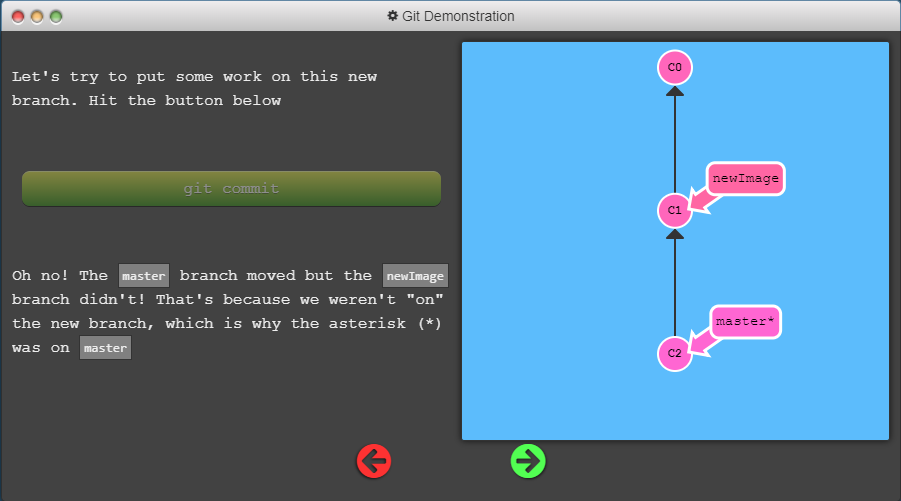 Git Demonstration
Let's try to put some work on this new
branch. Hit the button below
git commit
Oh no! The master branch moved but the newImage
branch didn't! That's because we weren't "on"
the new branch, which is why the asterisk (*)
was on master
C0
newImage
C1
master*
C2